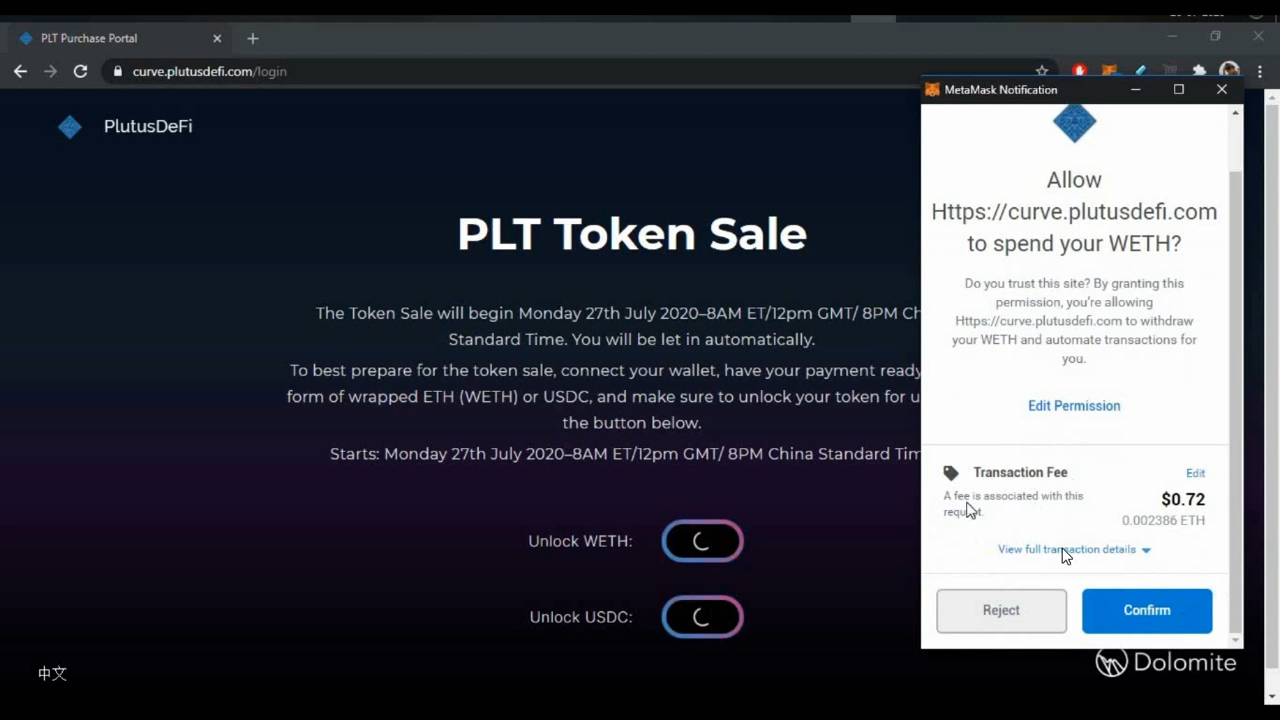 PLT Purchase Portal
curve.plutusdefi.com/login
MetaMask Notification
PlutusDeFi
PLT Token Sale
The Token Sale will begin Monday 27th July 2020–8AM ET/12pm GMT/ 8PM Ch
Standard Time. You will be let in automatically.
To best prepare for the token sale, connect your wallet, have your payment ready
form of wrapped ETH (WETH) or USDC, and make sure to unlock your token for u
the button below.
Starts: Monday 27th July 2020–8AM ET/12pm GMT/ 8PM China Standard Tim
Unlock WETH:
Unlock USDC:
中文
Allow
Https://curve.plutusdefi.com
to spend your WETH?
Do you trust this site? By granting this
permission, you're allowing
Https://curve.plutusdefi.com to withdraw
your WETH and automate transactions for
you.
Edit Permission
Transaction Fee
Edit
A fee is associated with this
request.
$0.72
0.002386 ETH
View full transaction details
Reject
Confirm
Dolomite